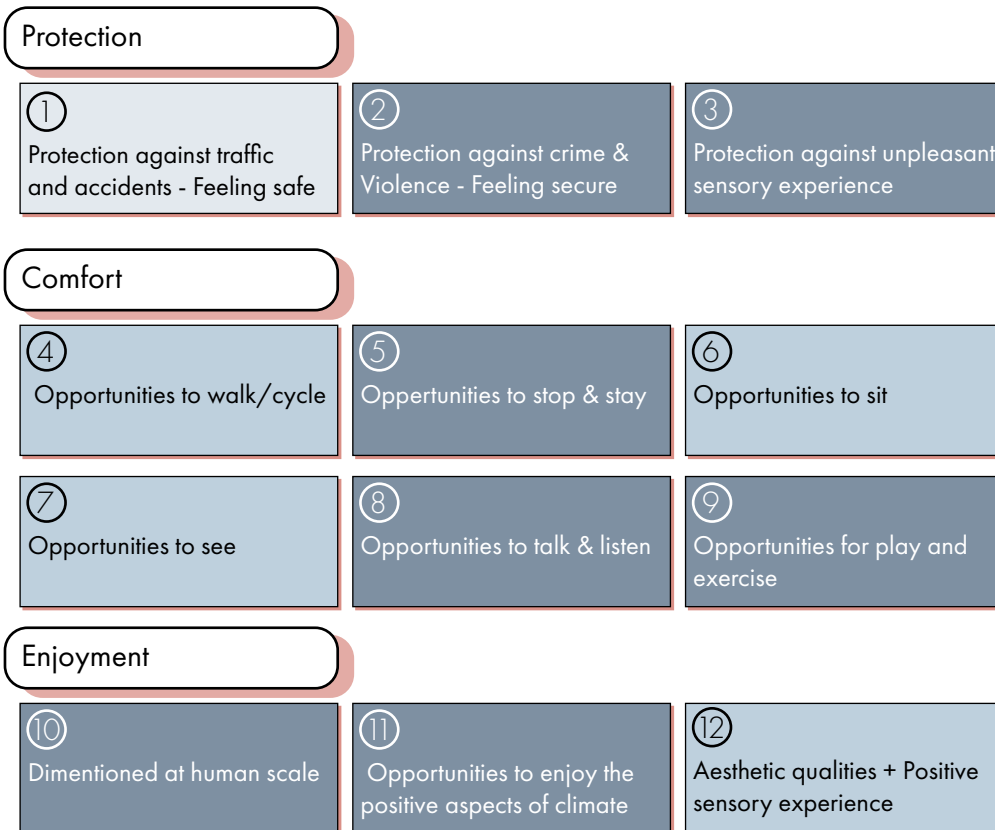 Protection
1
Protection against traffic
and accidents - Feeling safe
2
Protection against crime &
Violence - Feeling secure
3
Protection against unpleasant
sensory experience
Comfort
4
Opportunities to walk/cycle
5
Oppertunities to stop & stay
6
Opportunities to sit
7
Opportunities to see
8
Opportunities to talk & listen
9
Opportunities for play and
exercise
Enjoyment
10
Dimentioned at human scale
11
Opportunities to enjoy the
positive aspects of climate
12
Aesthetic qualities + Positive
sensory experience